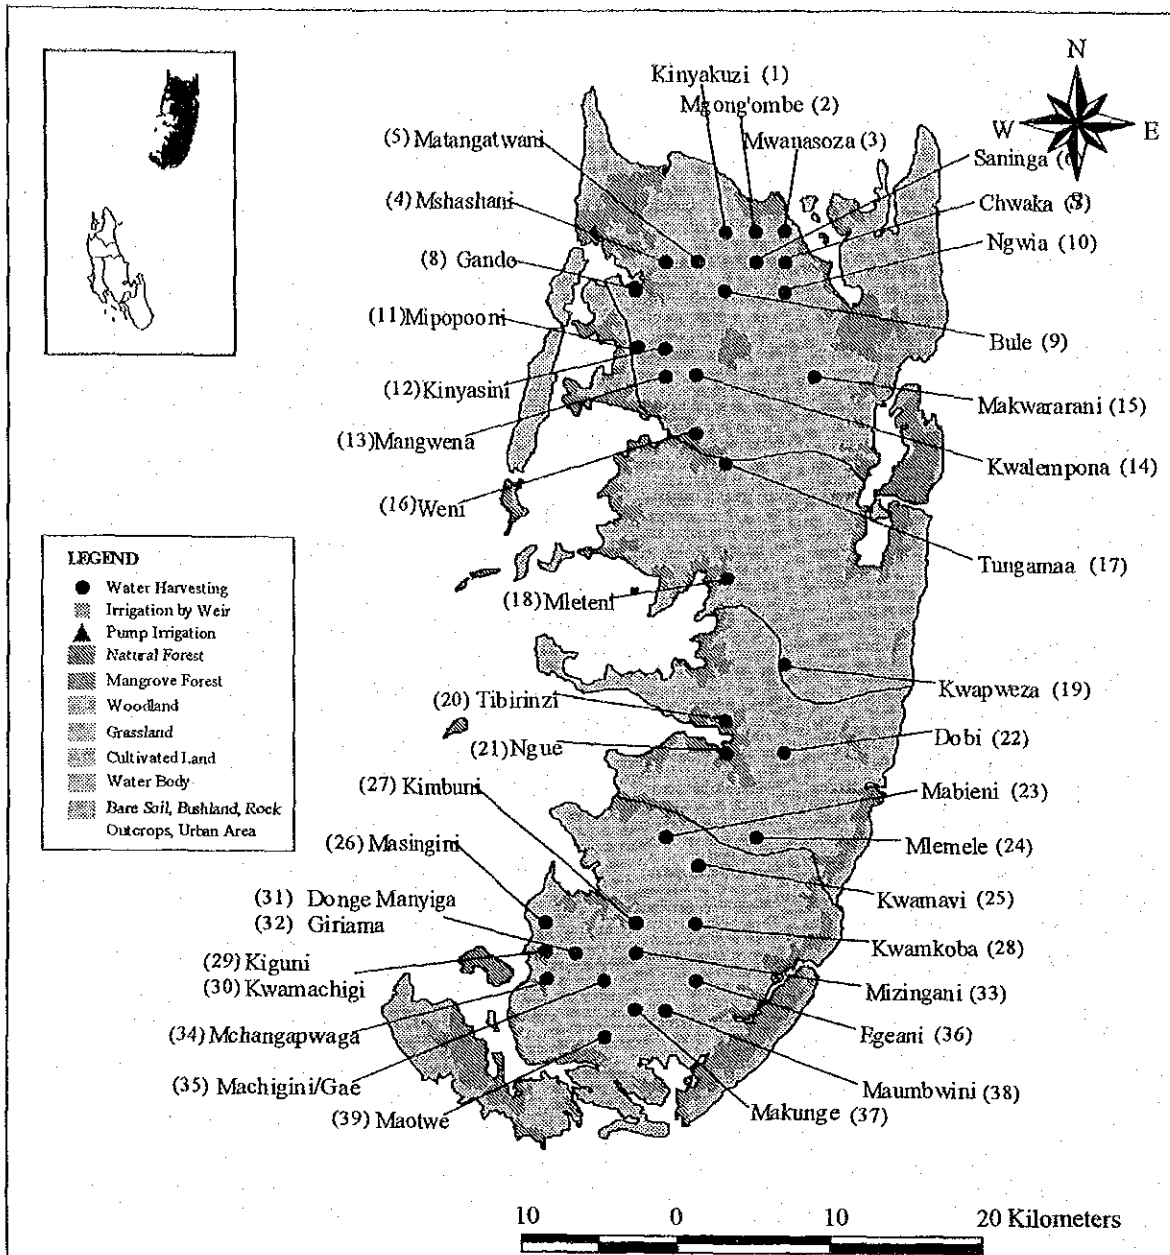 N
Kinyakuzi (1)
Mgong'ombe (2)
W
E
(5) Matangatwani
Mwanasoza (3)
Saninga (6)
S
(4) Mshashani
Chwaka
(8) Gando
Ngwia (10)
(11)Mipopooni
Bule (9)
(12)Kinyasini
Makwararani (15)
(13)Mangwena
Kwalempona (14)
(16)Weni
Tungamaa (17)
LEGEND
Water Harvesting
Irrigation by Weir
Pump Irrigation
Natural Forest
Mangrove Forest
Woodland
Grassland
Cultivated Land
Water Body
Bare Soil, Bushland, Rock
Outcrops, Urban Area
(18)Mleteni
Kwapweza (19)
(20) Tibirinzi
(21)Ngue
Dobi (22)
(27) Kimbuni
Mabieni (23)
(26) Masingini
Mlemele (24)
(31) Donge Manyiga
(32) Giriama
Kwamavi (25)
(29) Kiguni
(30) Kwamachigi
Kwamkoba (28)
Mizingani (33)
(34) Mchangapwaga
Fgeani (36)
(35) Machigini/Gae
Maumbwini (38)
(39) Maotwe
Makunge (37)
10 0 10 20 Kilometers